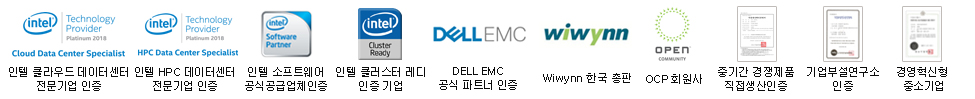 intel Technology Provider Platinum 2018
Cloud Data Center Specialist
인텔 클라우드 데이터센터
전문기업 인증
intel Technology Provider Platinum 2018
HPC Data Center Specialist
인텔 HPC 데이터센터
전문기업 인증
intel
Software
Partner
인텔 소프트웨어
공식공급업체인증
intel
Cluster
Ready
인텔 클러스터 레디
인증 기업
DELLEMC
DELL EMC
공식 파트너 인증
wiwynn
Wiwynn 한국 총판
OPEN
COMMUNITY
OCP회원사
중기간 경쟁제품
직접생산인증
기업부설연구소
인증
경영혁신형
중소기업